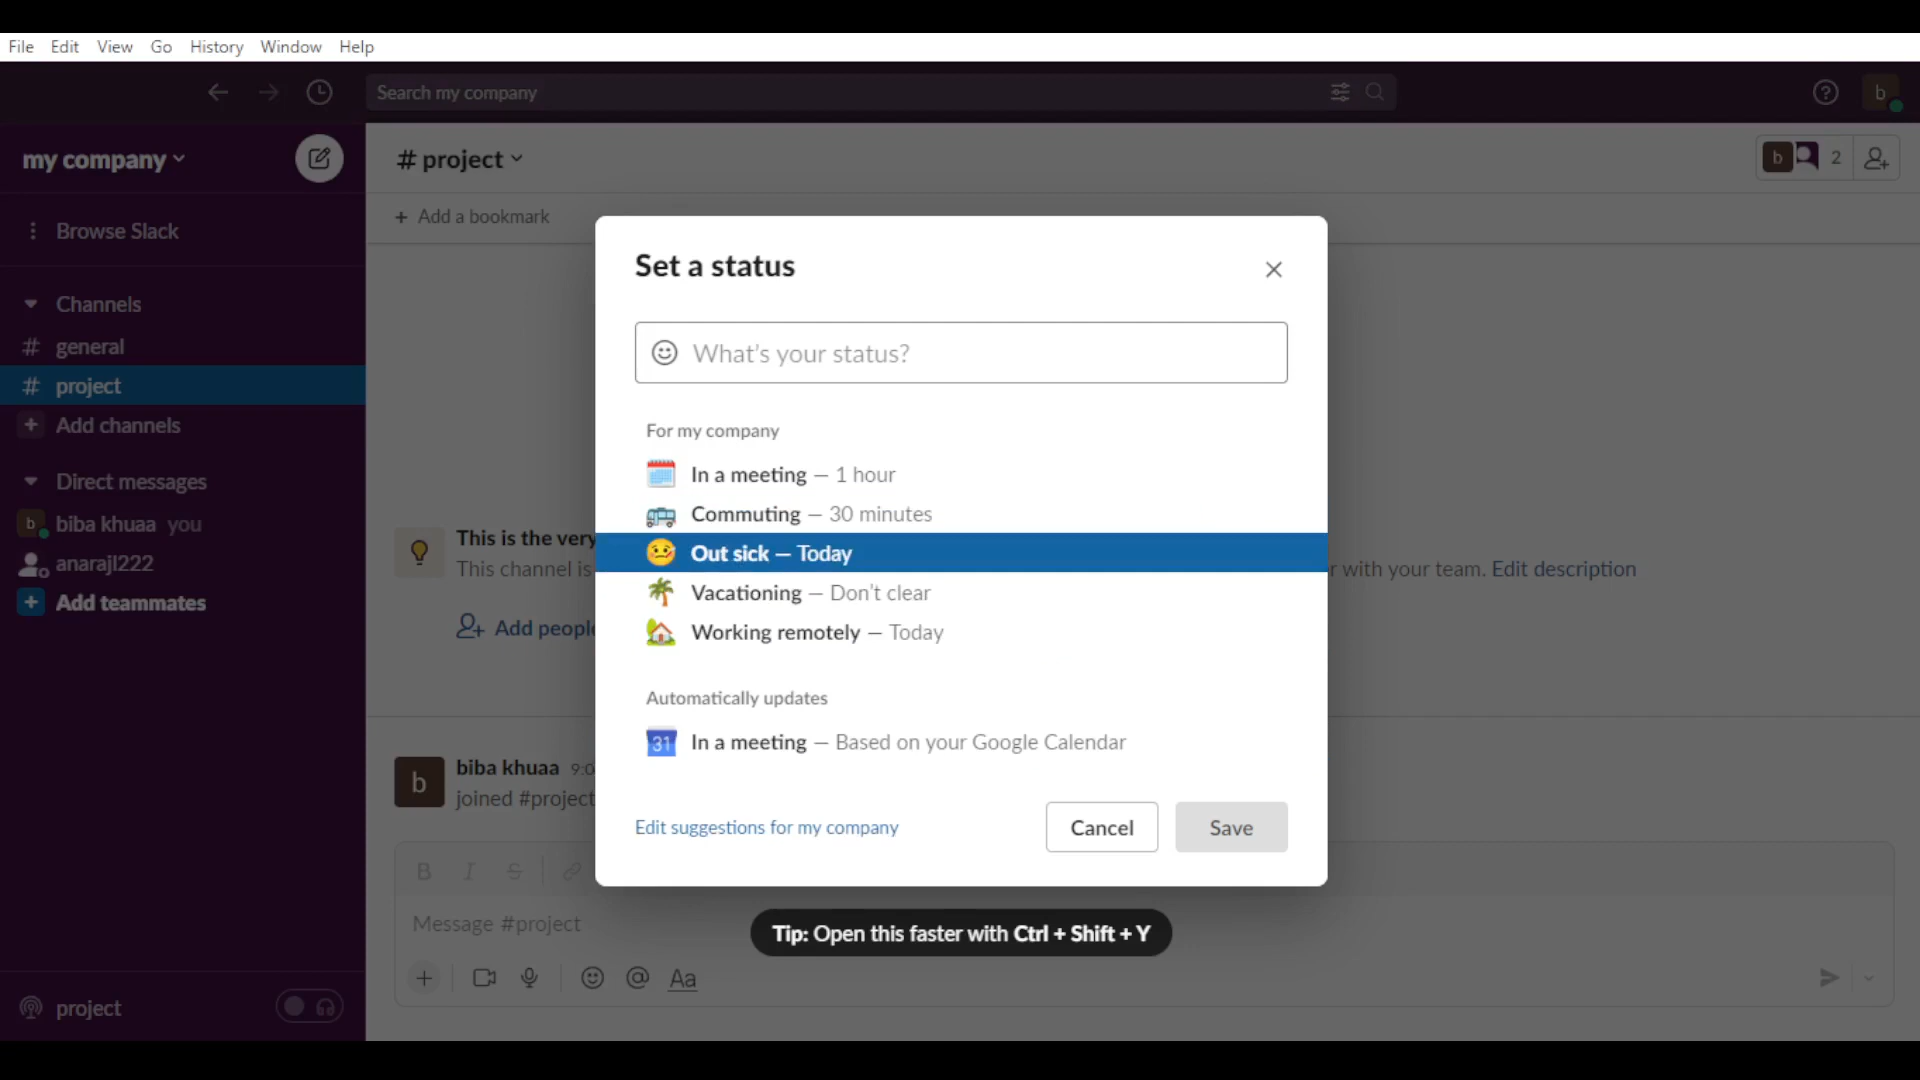 File Edit View Go History Window Help
Search my company
b
my company
# project
b 2
Browse Slack
+ Add a bookmark
Set a status
What's your status?
Channels
# general
# project
+ Add channels
Direct messages
b biba khuaa you
anarajl222
+ Add teammates
For my company
In a meeting – 1 hour
Commuting – 30 minutes
Out sick – Today
Vacationing – Don't clear
Working remotely – Today
Automatically updates
31 In a meeting – Based on your Google Calendar
Edit suggestions for my company
Cancel
Save
This is the very
This channel is
r with your team. Edit description
Add people
b
biba khuaa 9:0
joined #project
B I S
Message #project
Tip: Open this faster with Ctrl + Shift + Y
+ @ Aa
project